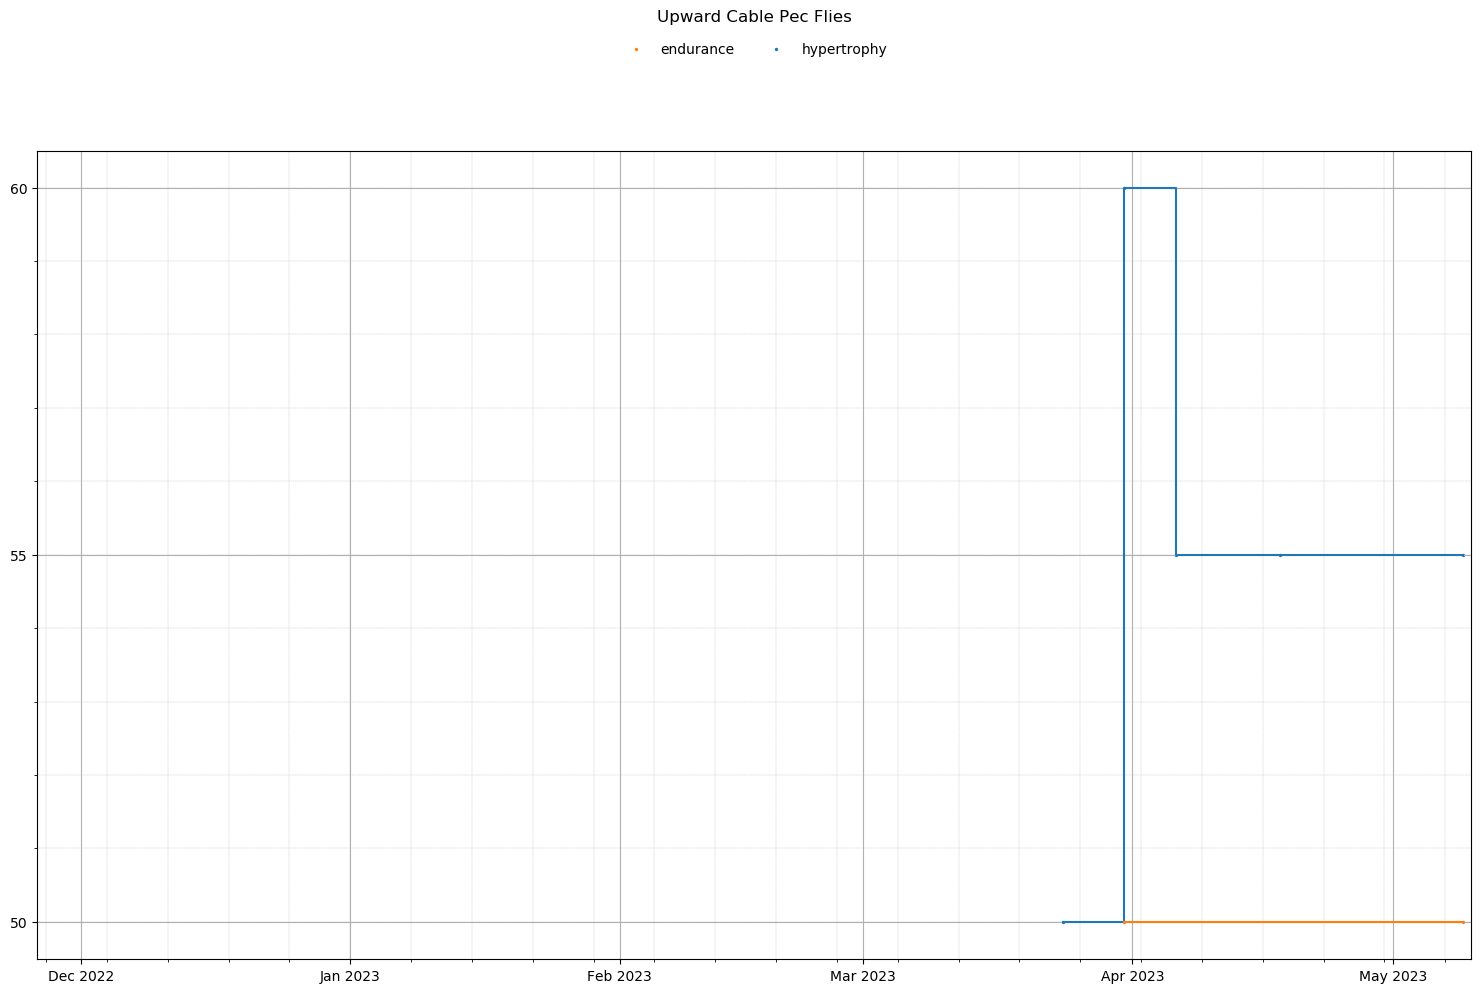 Upward Cable Pec Flies
endurance hypertrophy
60
55
50
Dec 2022 Jan 2023 Feb 2023 Mar 2023 Apr 2023 May 2023